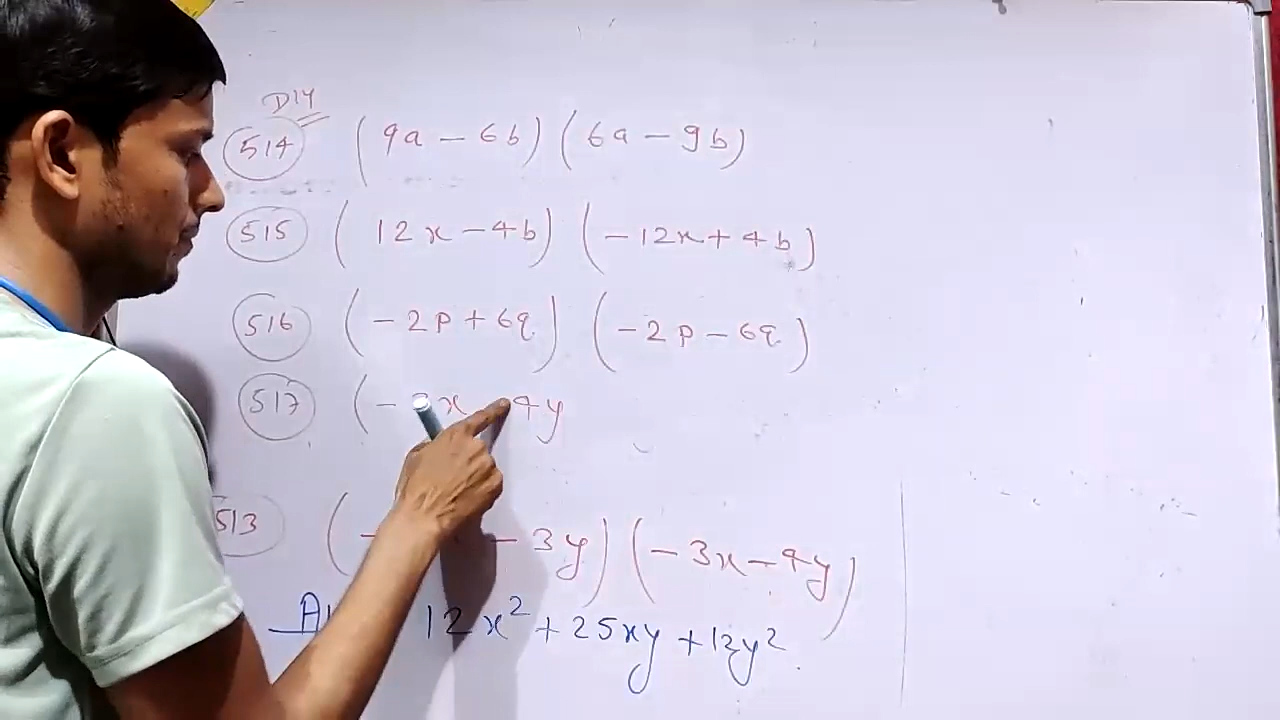 DIY
514 (9a - 6b) (6a - 9b)
515 (12x - 4b) (-12x + 4b)
516 (-2p + 6q) (-2p - 6q)
517 (- x 4y
513 (- - 3y) (-3x - 4y)
12x² + 25xy + 12y²